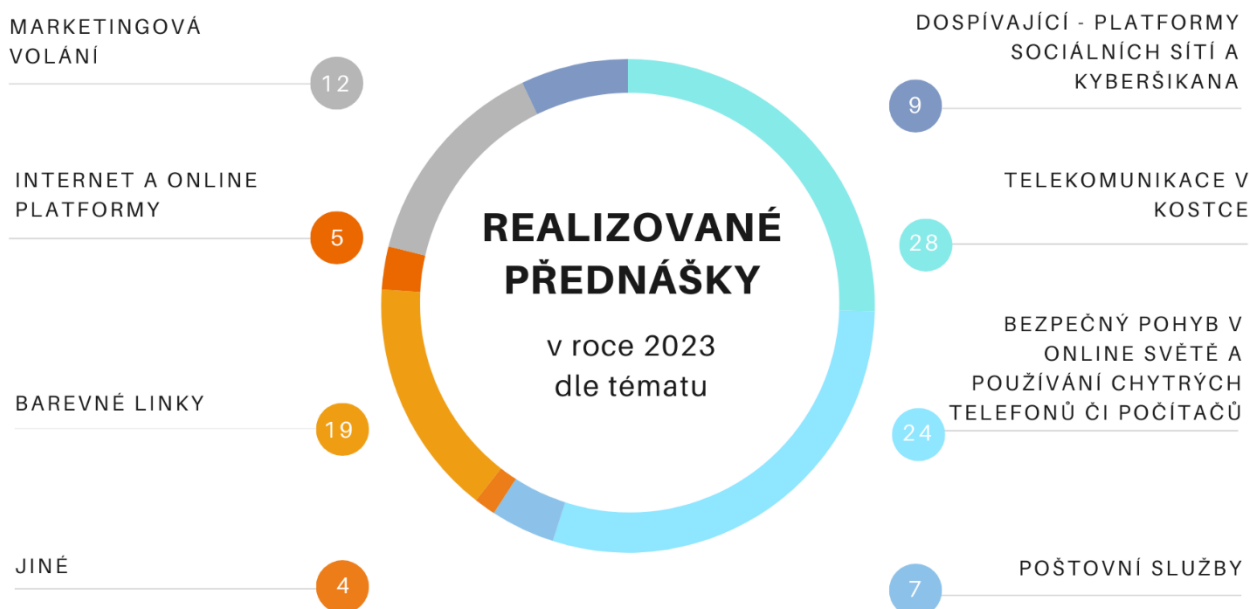 MARKETINGOVÁ
VOLÁNÍ
12
INTERNET A ONLINE
PLATFORMY
5
BAREVNÉ LINKY
19
JINÉ
4
REALIZOVANÉ
PŘEDNÁŠKY
v roce 2023
dle tématu
DOSPÍVAJÍCÍ - PLATFORMY
SOCIÁLNÍCH SÍTÍ A
KYBERŠIKANA
9
TELEKOMUNIKACE V
KOSTCE
28
BEZPEČNÝ POHYB V
ONLINE SVĚTĚ A
POUŽÍVÁNÍ CHYTRÝCH
TELEFONŮ ČI POČÍTAČŮ
24
POŠTOVNÍ SLUŽBY
7